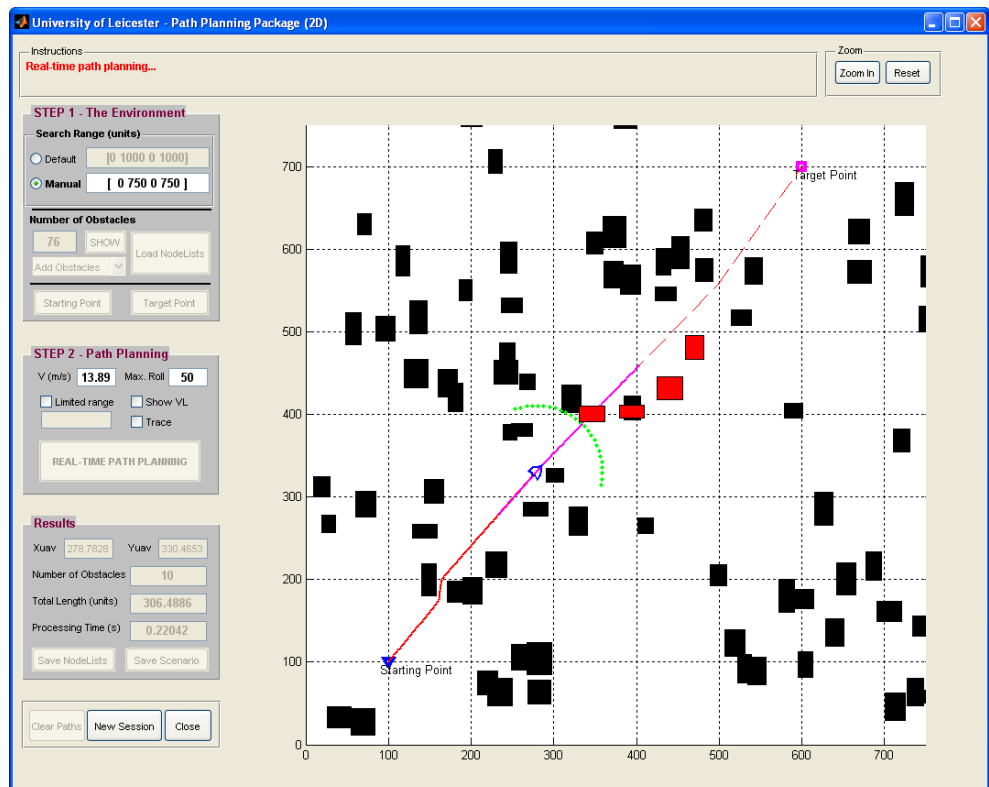 University of Leicester - Path Planning Package (2D)
Instructions
Real-time path planning...
Zoom
Zoom In
Reset
STEP 1 - The Environment
Search Range (units)
Default
[0 1000 0 1000]
Manual
[ 0 750 0 750 ]
Number of Obstacles
76
SHOW
Load NodeLists
Add Obstacles
Starting Point
Target Point
STEP 2 - Path Planning
V (m/s)
13.89
Max. Roll
50
Limited range
Show VL
Trace
REAL-TIME PATH PLANNING
Results
Xuav
278.7828
Yuav
330.4653
Number of Obstacles
10
Total Length (units)
306.4886
Processing Time (s)
0.22042
Save NodeLists
Save Scenario
Clear Paths
New Session
Close
700
600
500
400
300
200
100
0
0
100
200
300
400
500
600
700
Target Point
Starting Point